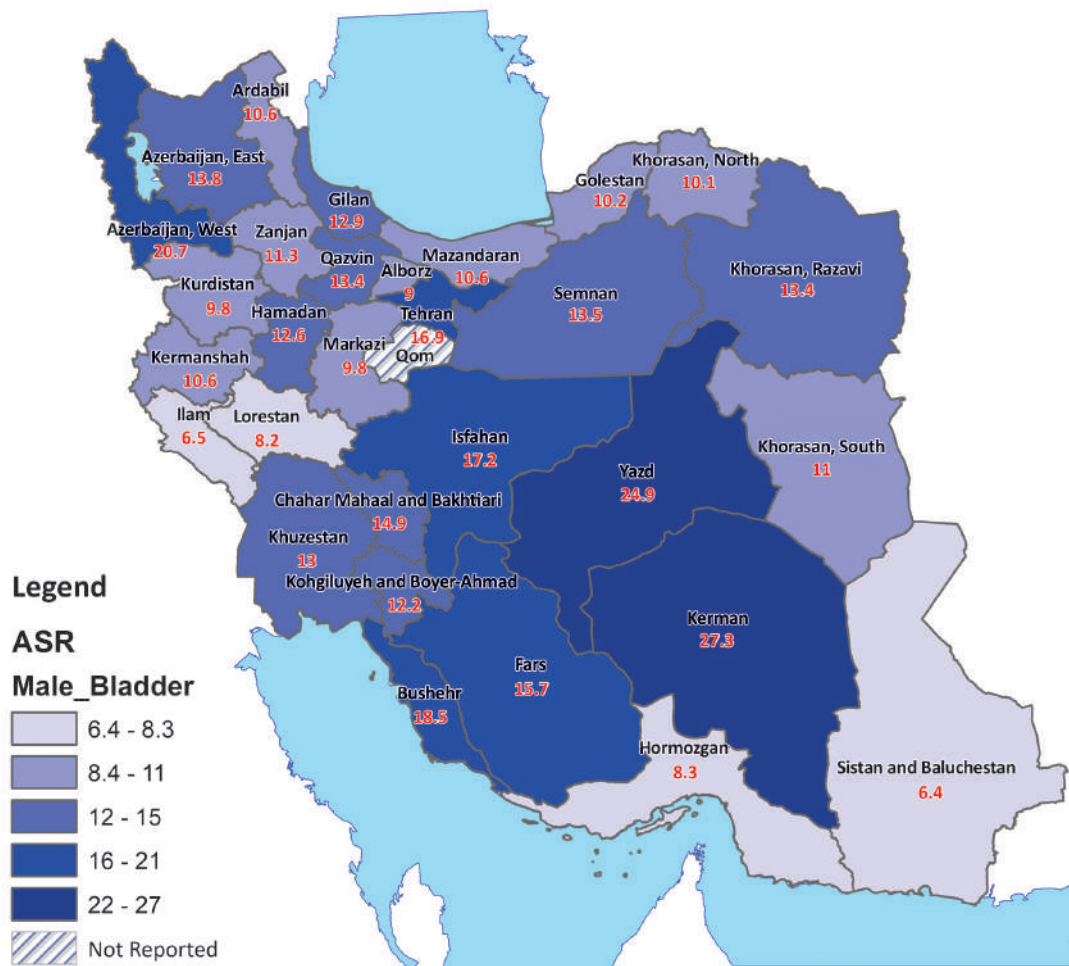 Ardabil
10.6
Azerbaijan, East
13.8
Khorasan, North
10.1
Golestan
10.2
Gilan
12.9
Azerbaijan, West
20.7
Zanjan
11.3
Mazandaran
10.6
Qazvin
13.4
Alborz
9
Khorasan, Razavi
13.4
Kurdistan
9.8
Semnan
13.5
Hamadan
12.6
Tehran
16.9
Markazi
9.8
Qom
Kermanshah
10.6
Ilam
6.5
Lorestan
8.2
Isfahan
17.2
Khorasan, South
11
Yazd
24.9
Chahar Mahaal and Bakhtiari
14.9
Khuzestan
13
Kohgiluyeh and Boyer-Ahmad
12.2
Kerman
27.3
Fars
15.7
Bushehr
18.5
Hormozgan
8.3
Sistan and Baluchestan
6.4
Legend
ASR
Male_Bladder
6.4 - 8.3
8.4 - 11
12 - 15
16 - 21
22 - 27
Not Reported